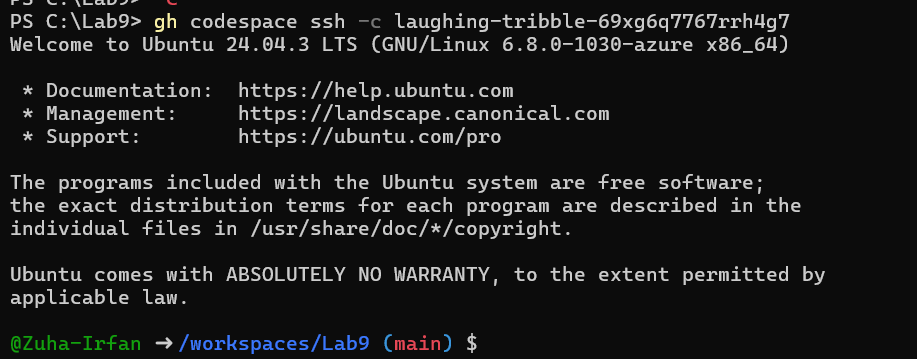 PS C:\Lab9> ^C
PS C:\Lab9> gh codespace ssh -c laughing-tribble-69xg6q7767rrh4g7
Welcome to Ubuntu 24.04.3 LTS (GNU/Linux 6.8.0-1030-azure x86_64)

 * Documentation:  https://help.ubuntu.com
 * Management:     https://landscape.canonical.com
 * Support:        https://ubuntu.com/pro

The programs included with the Ubuntu system are free software;
the exact distribution terms for each program are described in the
individual files in /usr/share/doc/*/copyright.

Ubuntu comes with ABSOLUTELY NO WARRANTY, to the extent permitted by
applicable law.

@Zuha-Irfan ➜ /workspaces/Lab9 (main) $